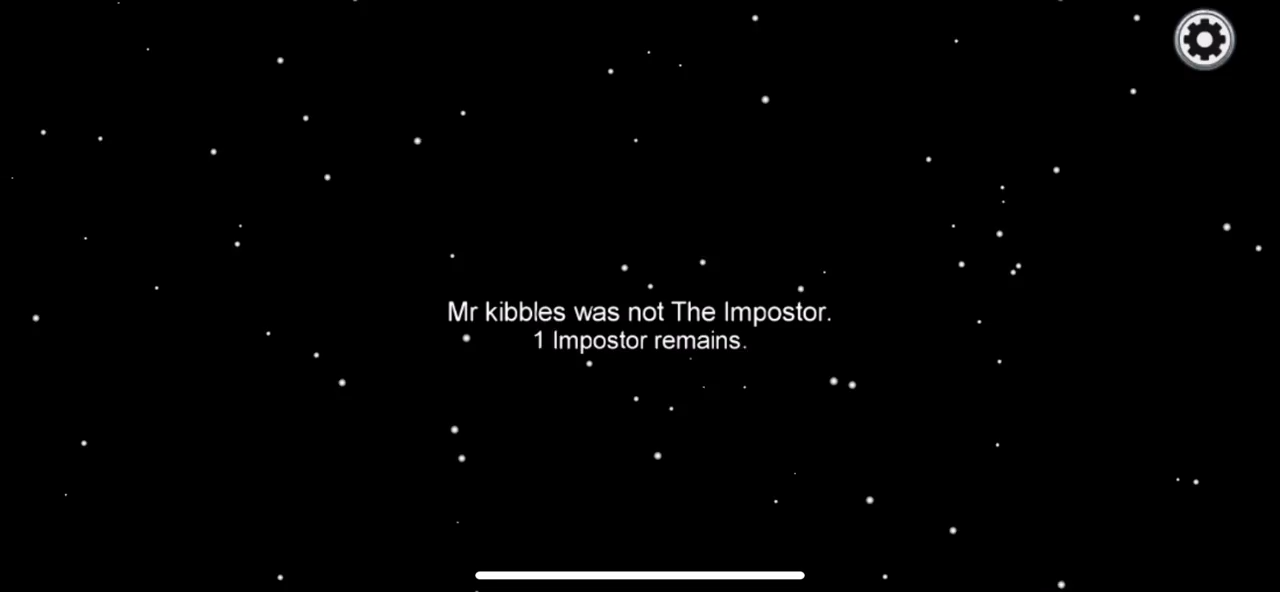 Mr kibbles was not The Impostor.
1 Impostor remains.